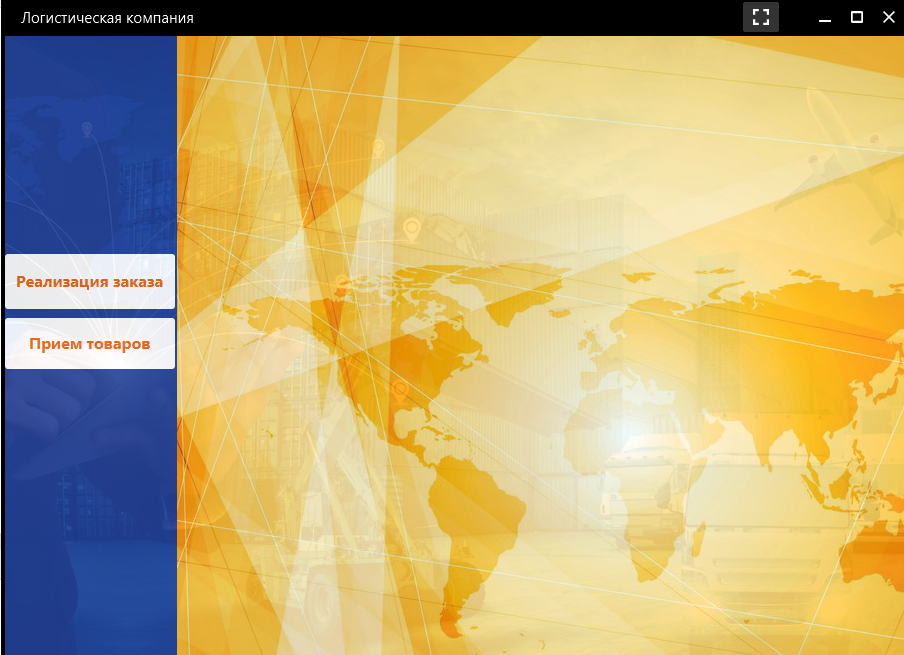 Логистическая компания
Реализация заказа
Прием товаров